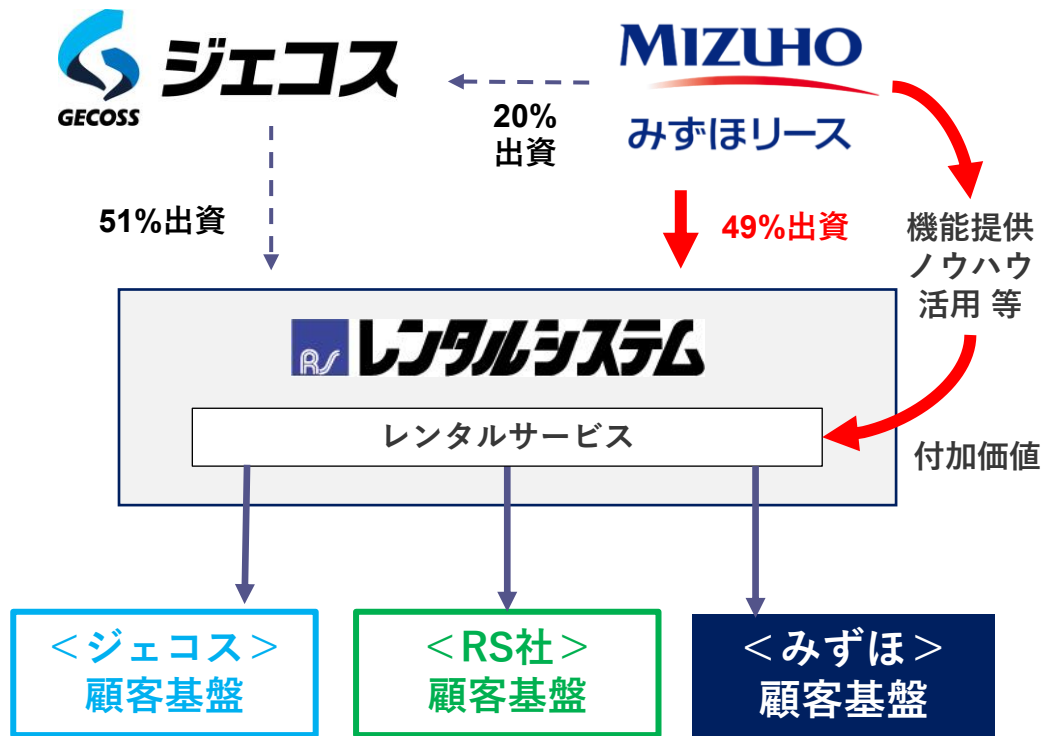 GECOSS
ジェコス
MIZUHO
みずほリース
20%
出資
51%出資
49%出資
機能提供
ノウハウ
活用 等
RS
レンタルシステム
レンタルサービス
付加価値
＜ジェコス＞
顧客基盤
＜RS社＞
顧客基盤
＜みずほ＞
顧客基盤